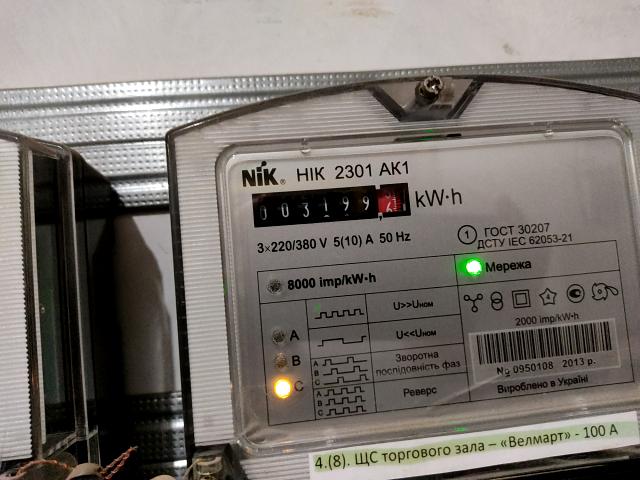 NiK® НІК 2301 АК1
003199, kW·h
3×220/380 V 5(10) A 50 Hz
1 ГОСТ 30207
ДСТУ IEC 62053-21
8000 imp/kW·h
Мережа
U>>Uном
A
U<<Uном
B
A
B
C
Зворотна
послідовність фаз
C
A
B
C
Реверс
2000 imp/kW·h
№ 0950108 2013 р.
Вироблено в Україні
4.(8). ЩС торгового зала – «Велмарт» - 100 А